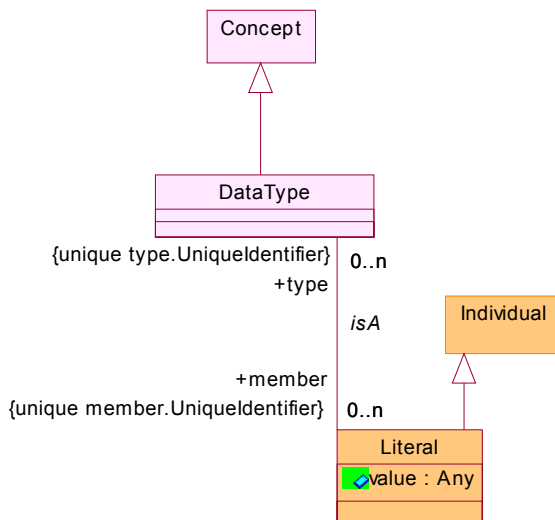 Concept
DataType
{unique type.UniqueIdentifier}
0..n
+type
isA
Individual
+member
{unique member.UniqueIdentifier}
0..n
Literal
value : Any